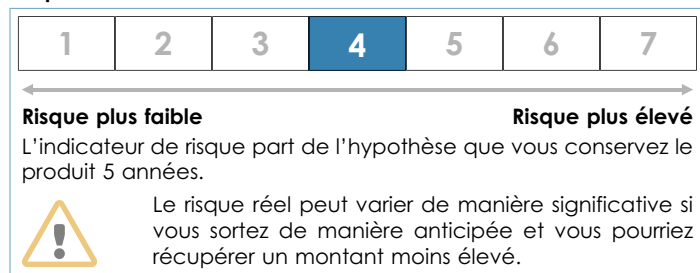 1 2 3 4 5 6 7
Risque plus faible Risque plus élevé
L'indicateur de risque part de l'hypothèse que vous conservez le
produit 5 années.
Le risque réel peut varier de manière significative si
vous sortez de manière anticipée et vous pourriez
récupérer un montant moins élevé.